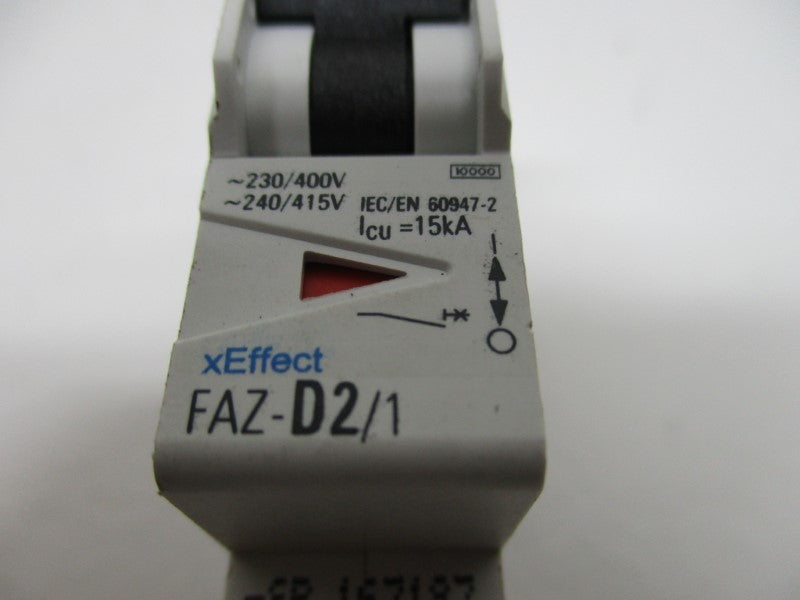 10000
~230/400V
~240/415V IEC/EN 60947-2
Icu =15kA
I
O
xEffect
FAZ-D2/1